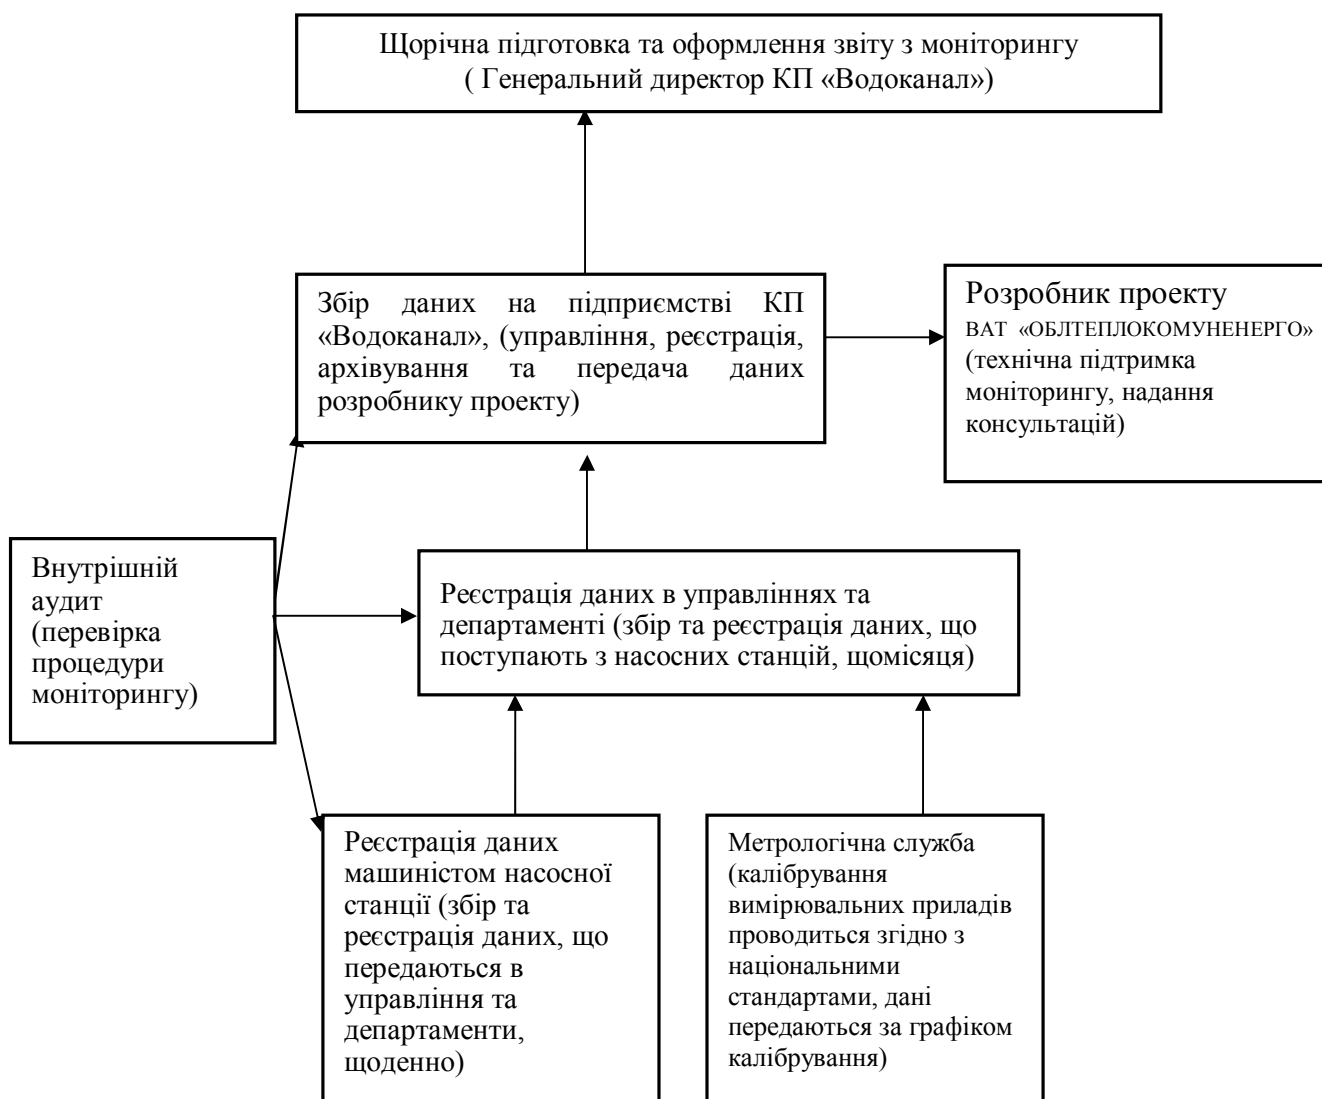 Щорічна підготовка та оформлення звіту з моніторингу
( Генеральний директор КП «Водоканал»)
Збір даних на підприємстві КП
«Водоканал», (управління, реєстрація,
архівування та передача даних
розробнику проекту)
Розробник проекту
ВАТ «ОБЛТЕПЛОКОМУНЕНЕРГО»
(технічна підтримка
моніторингу, надання
консультацій)
Внутрішній
аудит
(перевірка
процедури
моніторингу)
Реєстрація даних в управліннях та
департаменті (збір та реєстрація даних, що
поступають з насосних станцій, щомісяця)
Реєстрація даних
машиністом насосної
станції (збір та
реєстрація даних, що
передаються в
управління та
департаменти,
щоденно)
Метрологічна служба
(калібрування
вимірювальних приладів
проводиться згідно з
національними
стандартами, дані
передаються за графіком
калібрування)